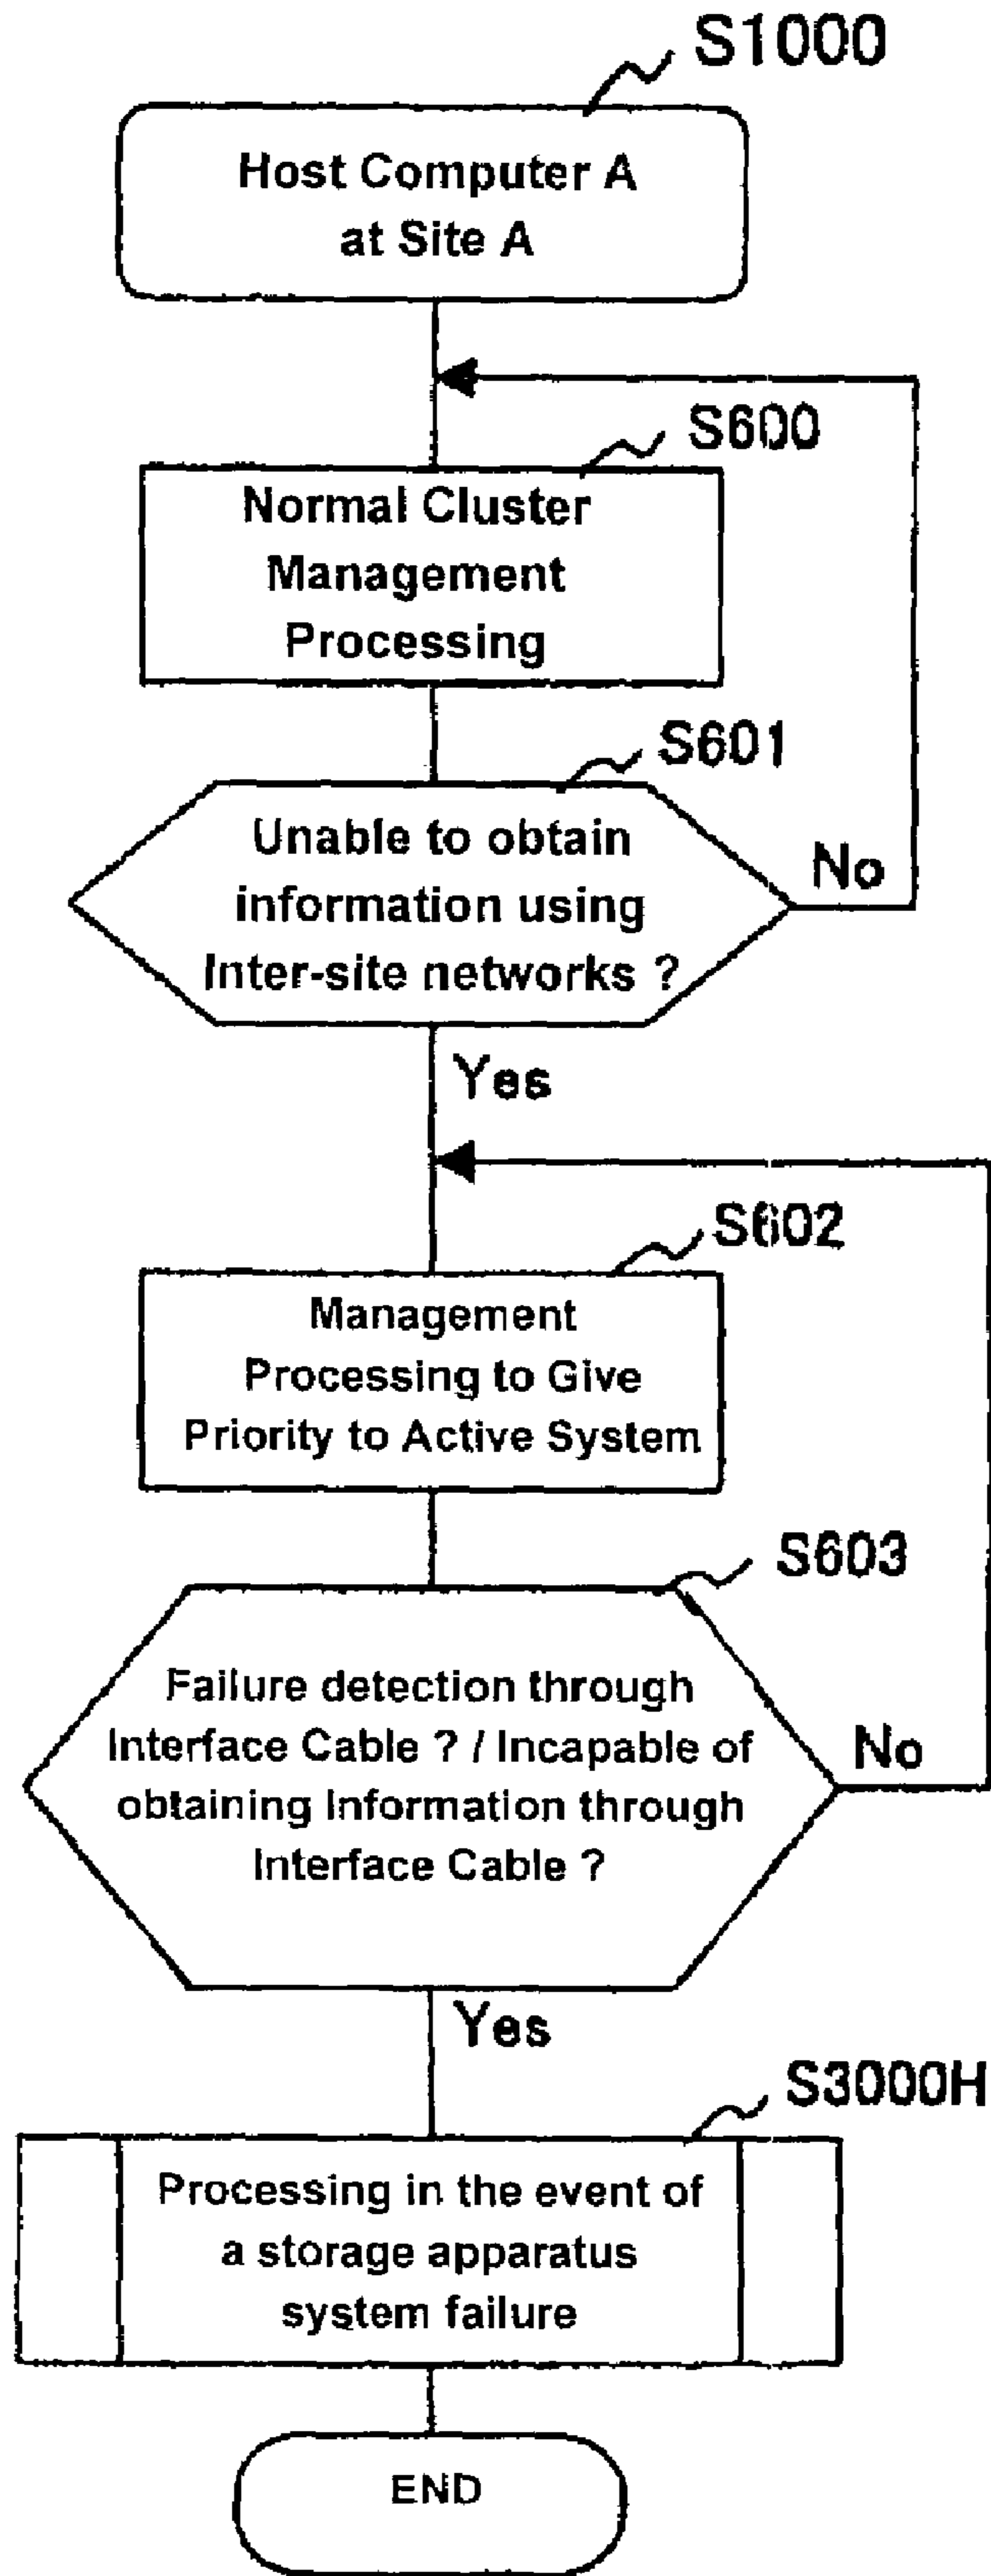 S1000
Host Computer A
at Site A
S600
Normal Cluster
Management
Processing
S601
Unable to obtain
information using
Inter-site networks ?
No
Yes
S602
Management
Processing to Give
Priority to Active System
S603
Failure detection through
Interface Cable ? / Incapable of
obtaining Information through
Interface Cable ?
No
Yes
S3000H
Processing in the event of
a storage apparatus
system failure
END